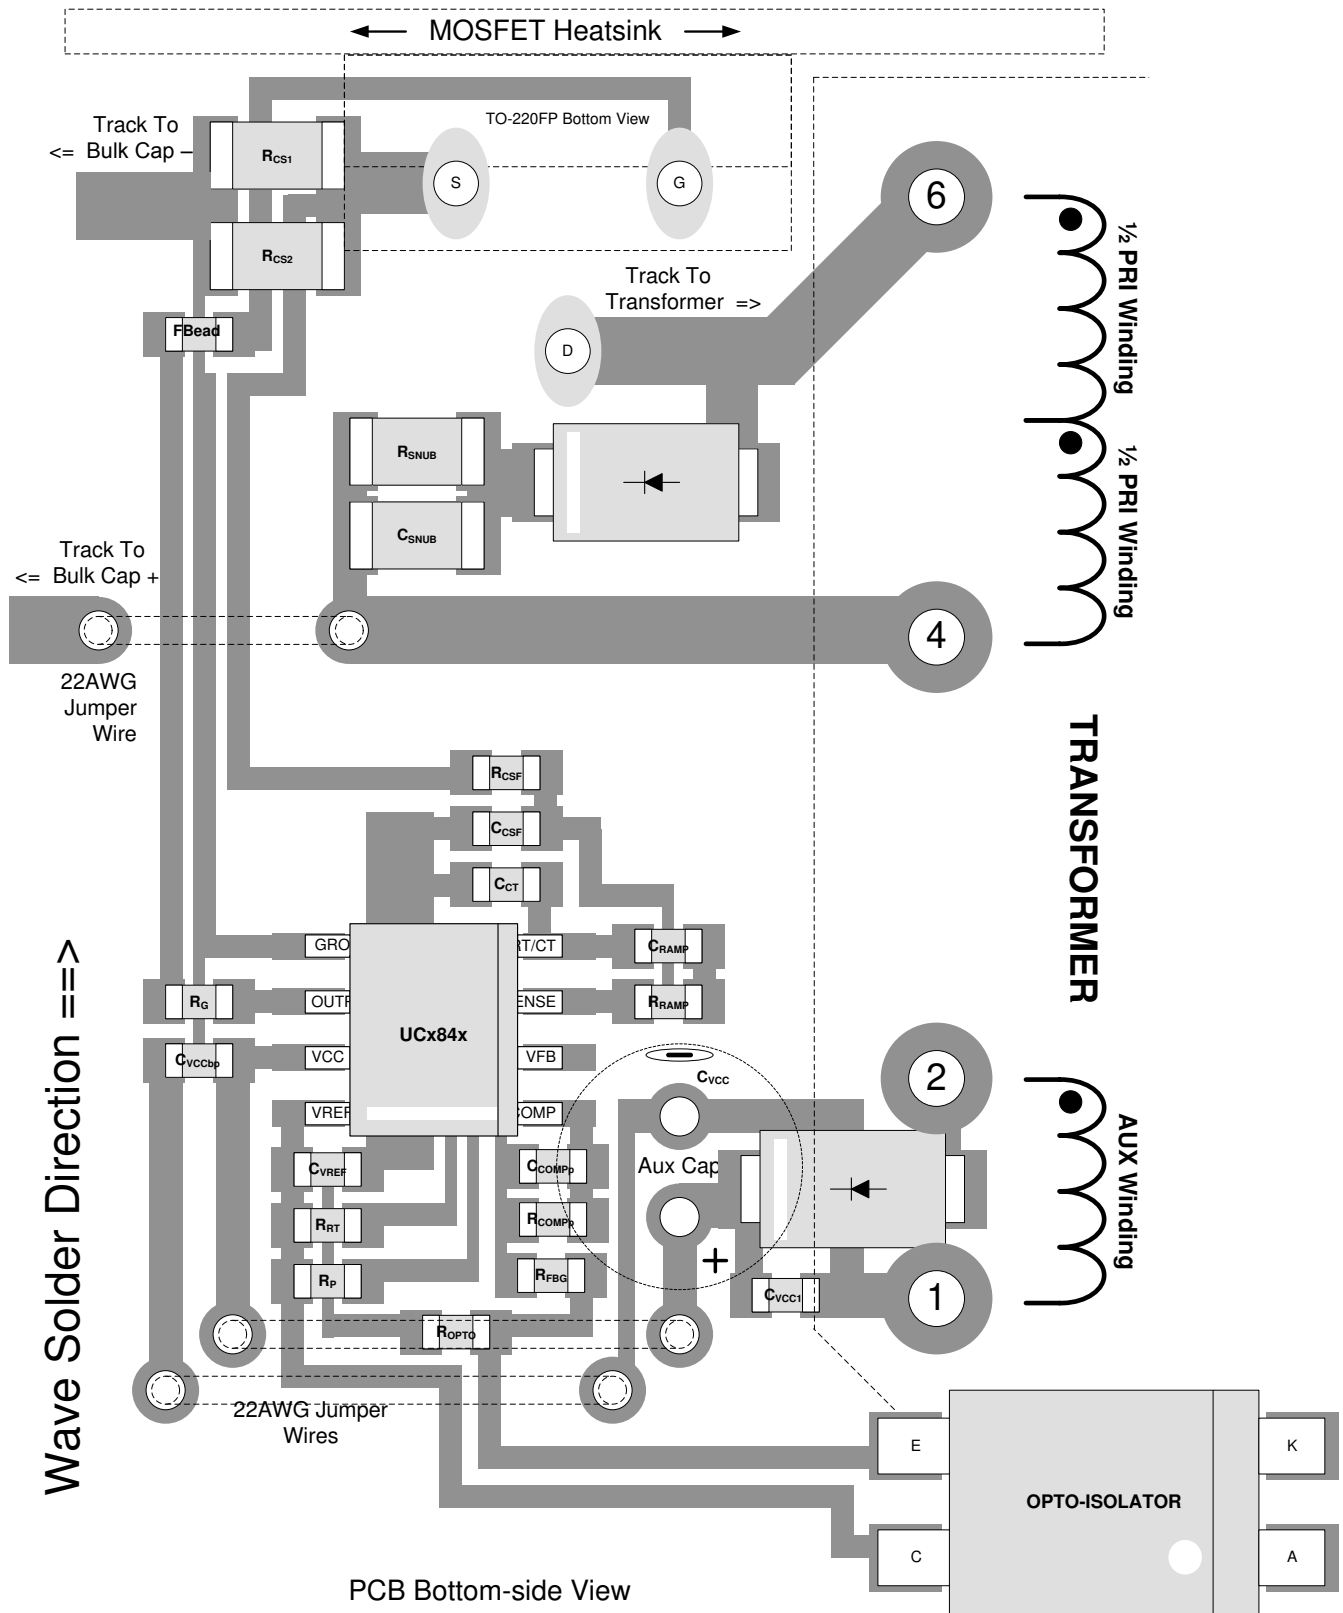 MOSFET Heatsink
TO-220FP Bottom View
Track To
<= Bulk Cap –
RCS1
S
G
6
RCS2
½ PRI Winding
Track To
Transformer =>
FBead
D
RSNUB
½ PRI Winding
CSNUB
Track To
<= Bulk Cap +
4
22AWG
Jumper
Wire
TRANSFORMER
RCSF
CCSF
CCT
GRO
RT/CT
CRAMP
RG
OUTP
ENSE
RRAMP
UCx84x
CVCCbp
VCC
VFB
–
CVCC
2
VREF
COMP
AUX Winding
CVREF
CCOMPp
Aux Cap
RRT
RCOMPp
+
RP
RFBG
CVCC1
1
ROPTO
22AWG Jumper
Wires
Wave Solder Direction ==>
E
K
OPTO-ISOLATOR
C
A
PCB Bottom-side View